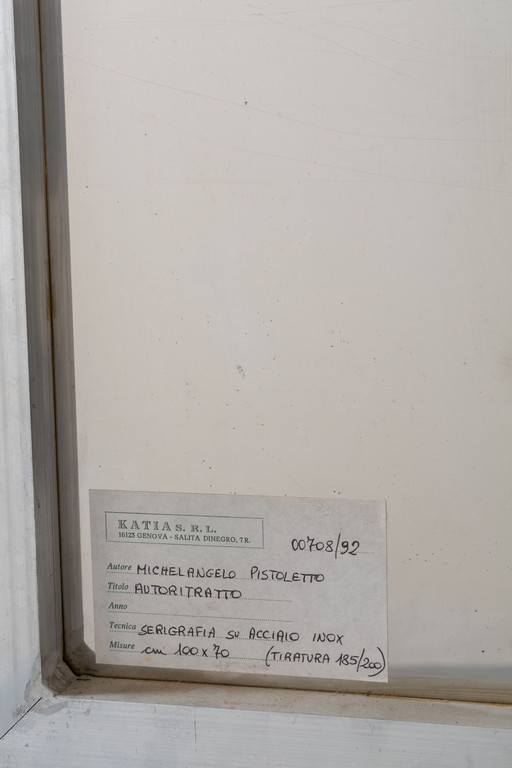 KATIA S. R. L.
16123 GENOVA - SALITA DINEGRO, 7 R.
00708/92
Autore MICHELANGELO PISTOLETTO
Titolo AUTORITRATTO
Anno
Tecnica SERIGRAFIA SU ACCIAIO INOX
Misure cm 100 x 70 (TIRATURA 185/200)